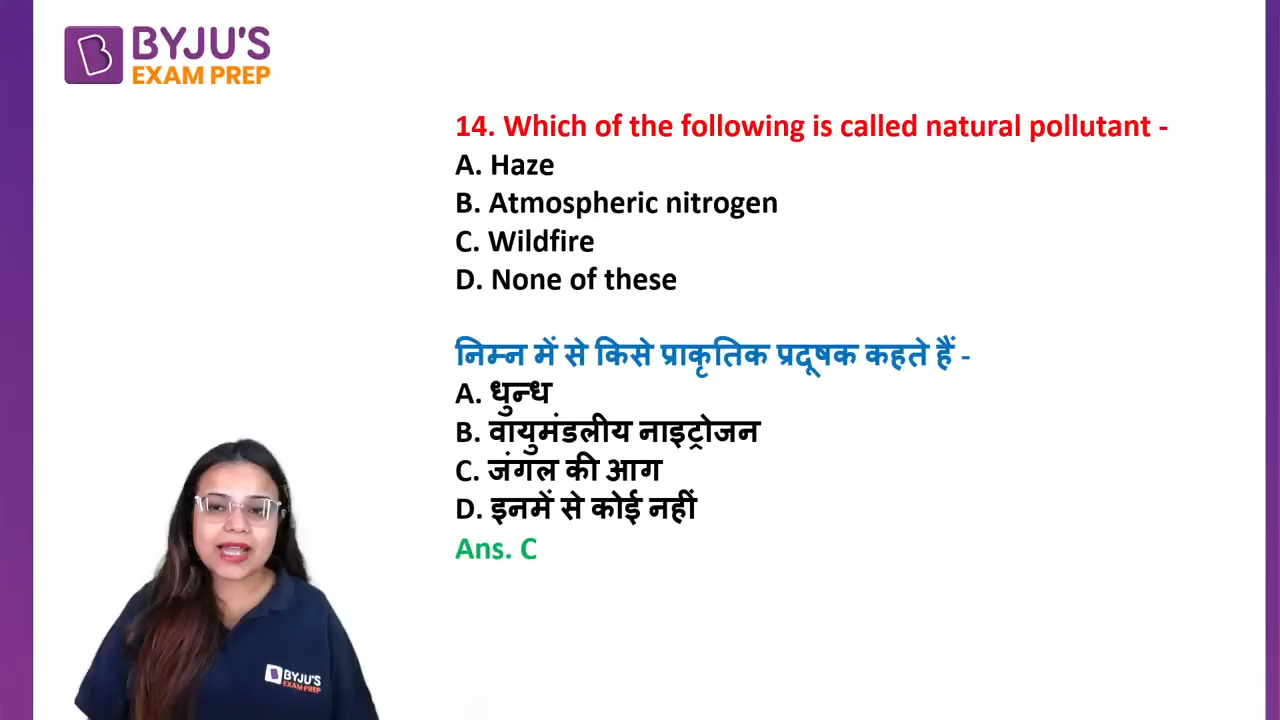 BYJU'S
EXAM PREP
14. Which of the following is called natural pollutant -
A. Haze
B. Atmospheric nitrogen
C. Wildfire
D. None of these
निम्न में से किसे प्राकृतिक प्रदूषक कहते हैं -
A. धुन्ध
B. वायुमंडलीय नाइट्रोजन
C. जंगल की आग
D. इनमें से कोई नहीं
Ans. C
BYJU'S
EXAM PREP